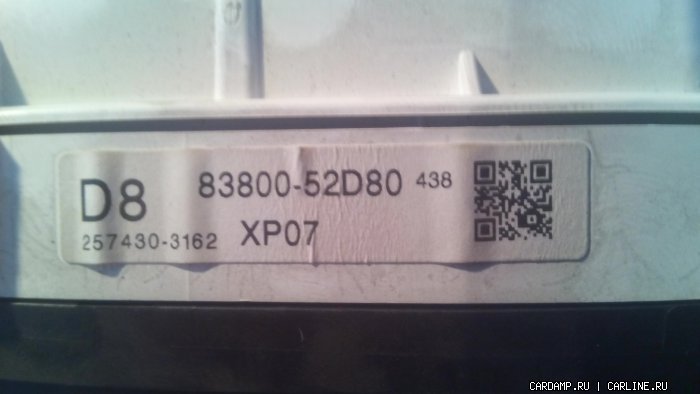 D8 83800-52D80 438
257430-3162 XP07
CARDAMP.RU | CARLINE.RU